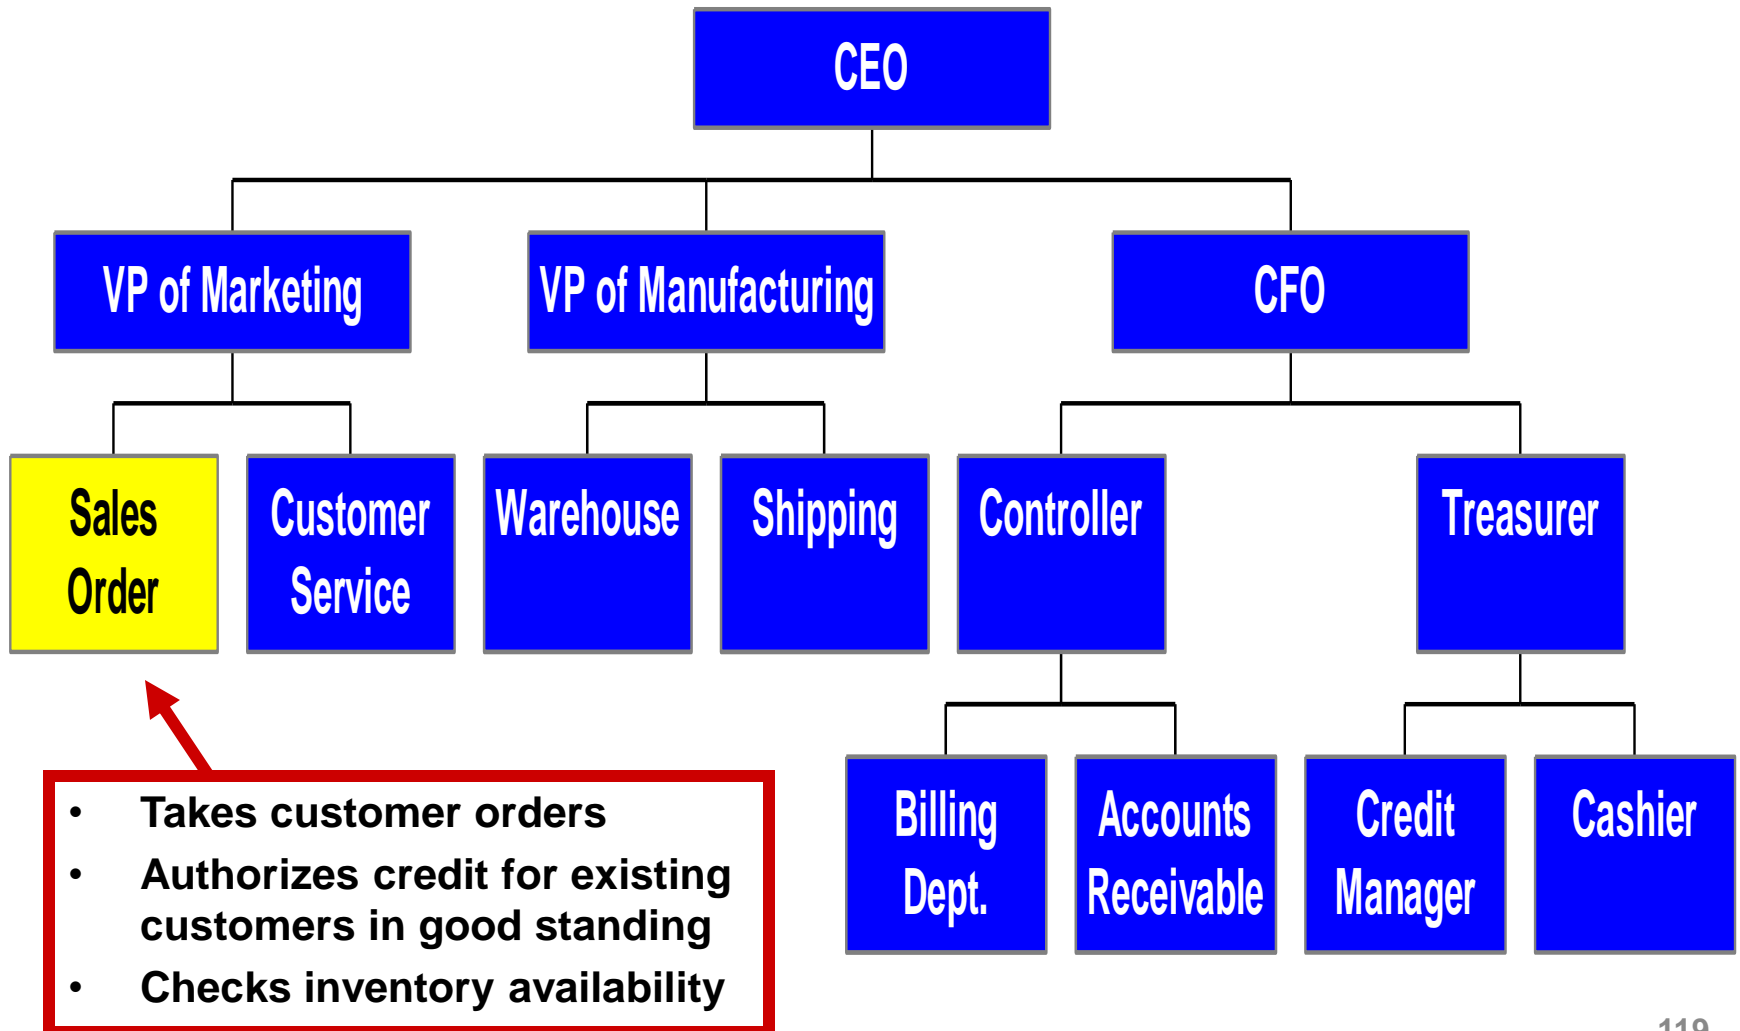 CEO
VP of Marketing
VP of Manufacturing
CFO
Sales
Order
Customer
Service
Warehouse
Shipping
Controller
Treasurer
Billing
Dept.
Accounts
Receivable
Credit
Manager
Cashier
• Takes customer orders
• Authorizes credit for existing
customers in good standing
• Checks inventory availability
119